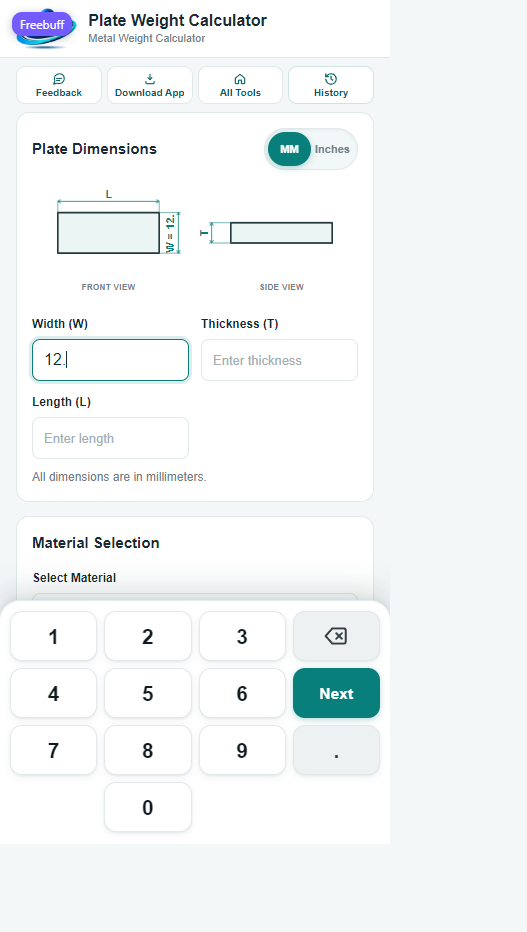 Freebuff
Plate Weight Calculator
Metal Weight Calculator
Feedback
Download App
All Tools
History
Plate Dimensions
MM
Inches
L
W = 12.
T
FRONT VIEW
SIDE VIEW
Width (W)
Thickness (T)
12.
Enter thickness
Length (L)
Enter length
All dimensions are in millimeters.
Material Selection
Select Material
1 2 3
4 5 6 Next
7 8 9 .
0